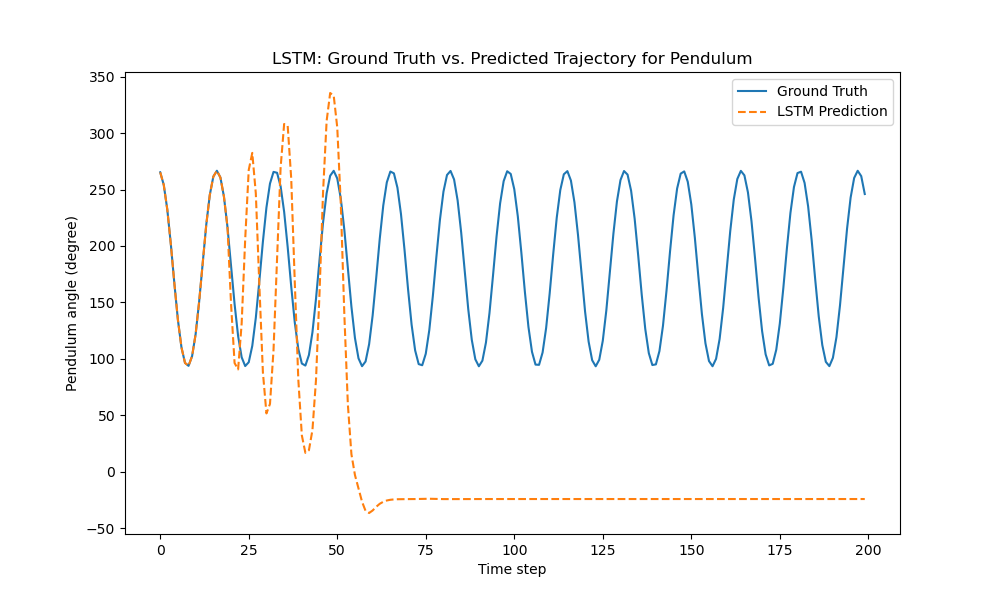 LSTM: Ground Truth vs. Predicted Trajectory for Pendulum
Ground Truth
LSTM Prediction
Pendulum angle (degree)
350
300
250
200
150
100
50
0
−50
0 25 50 75 100 125 150 175 200
Time step